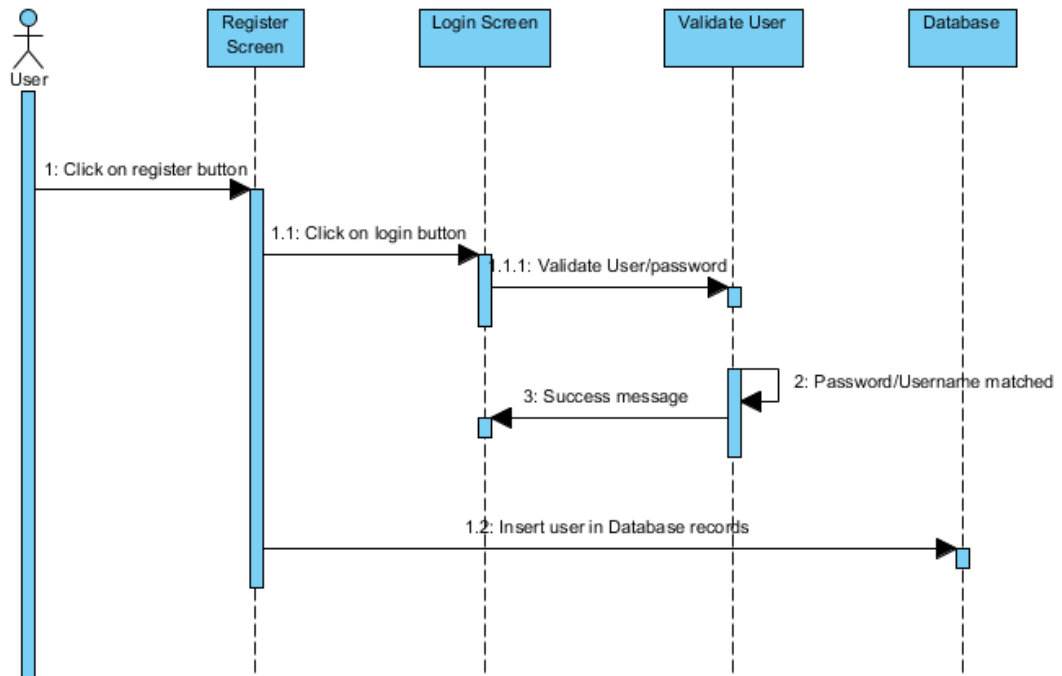 User
Register
Screen
Login Screen
Validate User
Database
1: Click on register button
1.1: Click on login button
1.1.1: Validate User/password
2: Password/Username matched
3: Success message
1.2: Insert user in Database records